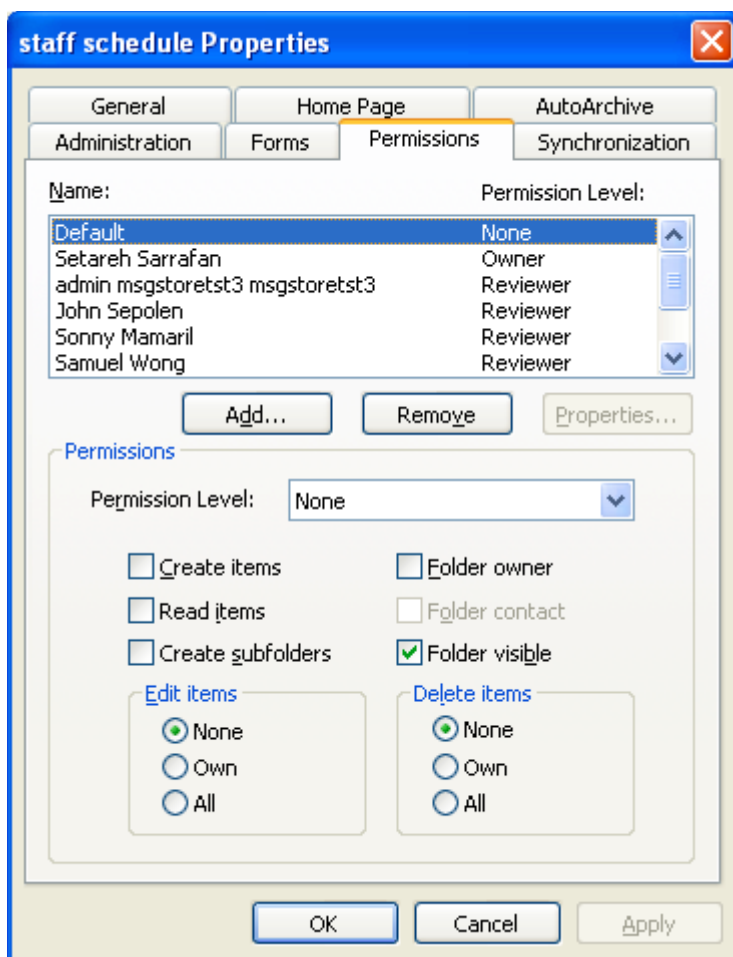 staff schedule Properties
General Home Page AutoArchive
Administration Forms Permissions Synchronization
Name: Permission Level:
Default None
Setareh Sarrafan Owner
admin msgstoretst3 msgstoretst3 Reviewer
John Sepolen Reviewer
Sonny Mamaril Reviewer
Samuel Wong Reviewer
Add... Remove Properties...
Permissions
Permission Level: None
Create items Folder owner
Read items Folder contact
Create subfolders Folder visible
Edit items Delete items
None None
Own Own
All All
OK Cancel Apply